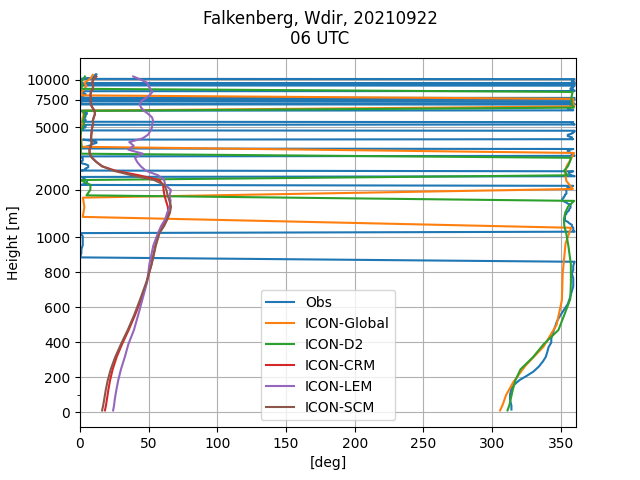 Falkenberg, Wdir, 20210922
06 UTC
10000
7500
5000
2000
1000
800
600
400
200
0
Height [m]
Obs
ICON-Global
ICON-D2
ICON-CRM
ICON-LEM
ICON-SCM
0 50 100 150 200 250 300 350
[deg]